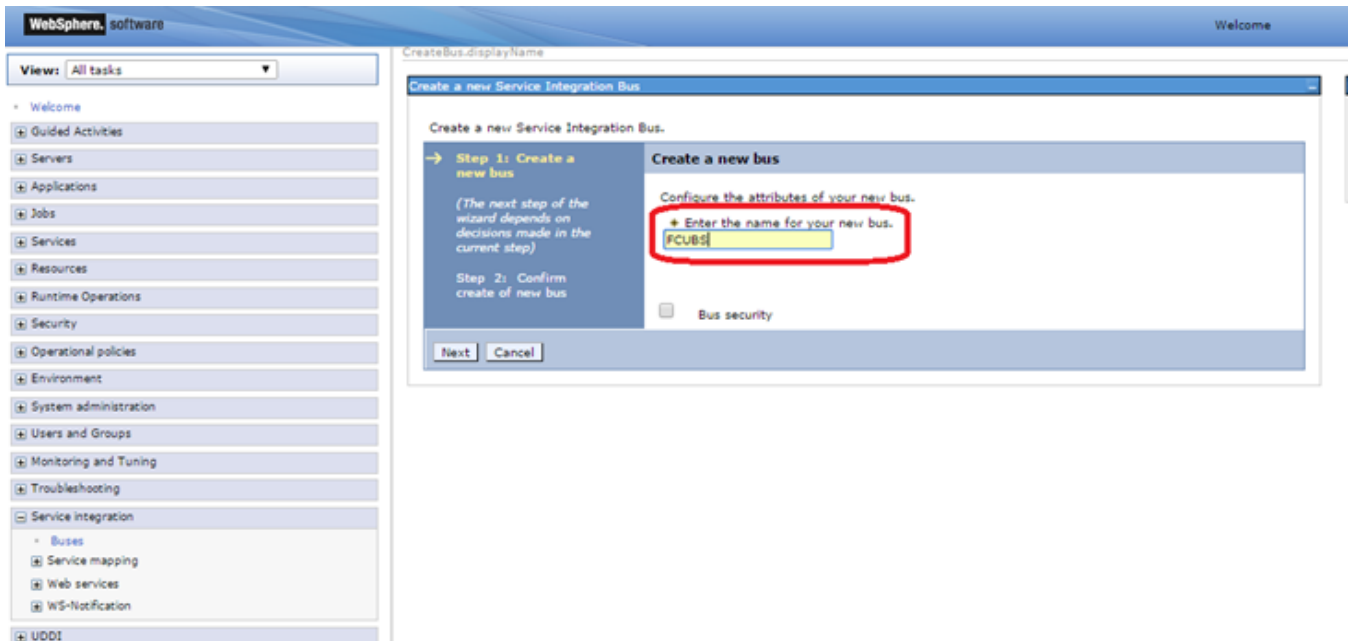 WebSphere. software
Welcome
View: All tasks
Welcome
Guided Activities
Servers
Applications
Jobs
Services
Resources
Runtime Operations
Security
Operational policies
Environment
System administration
Users and Groups
Monitoring and Tuning
Troubleshooting
Service integration
Buses
Service mapping
Web services
WS-Notification
UDDI
CreateBus.displayName
Create a new Service Integration Bus
Create a new Service Integration Bus.
Step 1: Create a
new bus
(The next step of the
wizard depends on
decisions made in the
current step)
Step 2: Confirm
create of new bus
Create a new bus
Configure the attributes of your new bus.
Enter the name for your new bus.
FCUBS
Bus security
Next Cancel